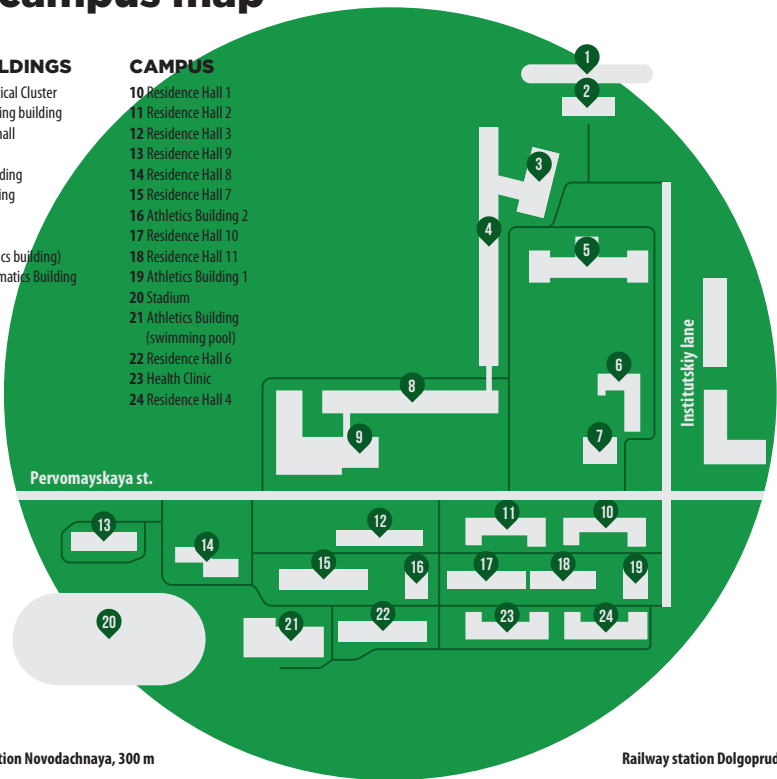 campus map
LDINGS
ical Cluster
ing building
hall
ding
ing
cs building)
matics Building
CAMPUS
10 Residence Hall 1
11 Residence Hall 2
12 Residence Hall 3
13 Residence Hall 9
14 Residence Hall 8
15 Residence Hall 7
16 Athletics Building 2
17 Residence Hall 10
18 Residence Hall 11
19 Athletics Building 1
20 Stadium
21 Athletics Building
(swimming pool)
22 Residence Hall 6
23 Health Clinic
24 Residence Hall 4
1
2
3
4
5
6
8
7
9
Institutskiy lane
Pervomayskaya st.
13
14
12
11
10
15
16
17
18
19
20
21
22
23
24
tion Novodachnaya, 300 m
Railway station Dolgoprud